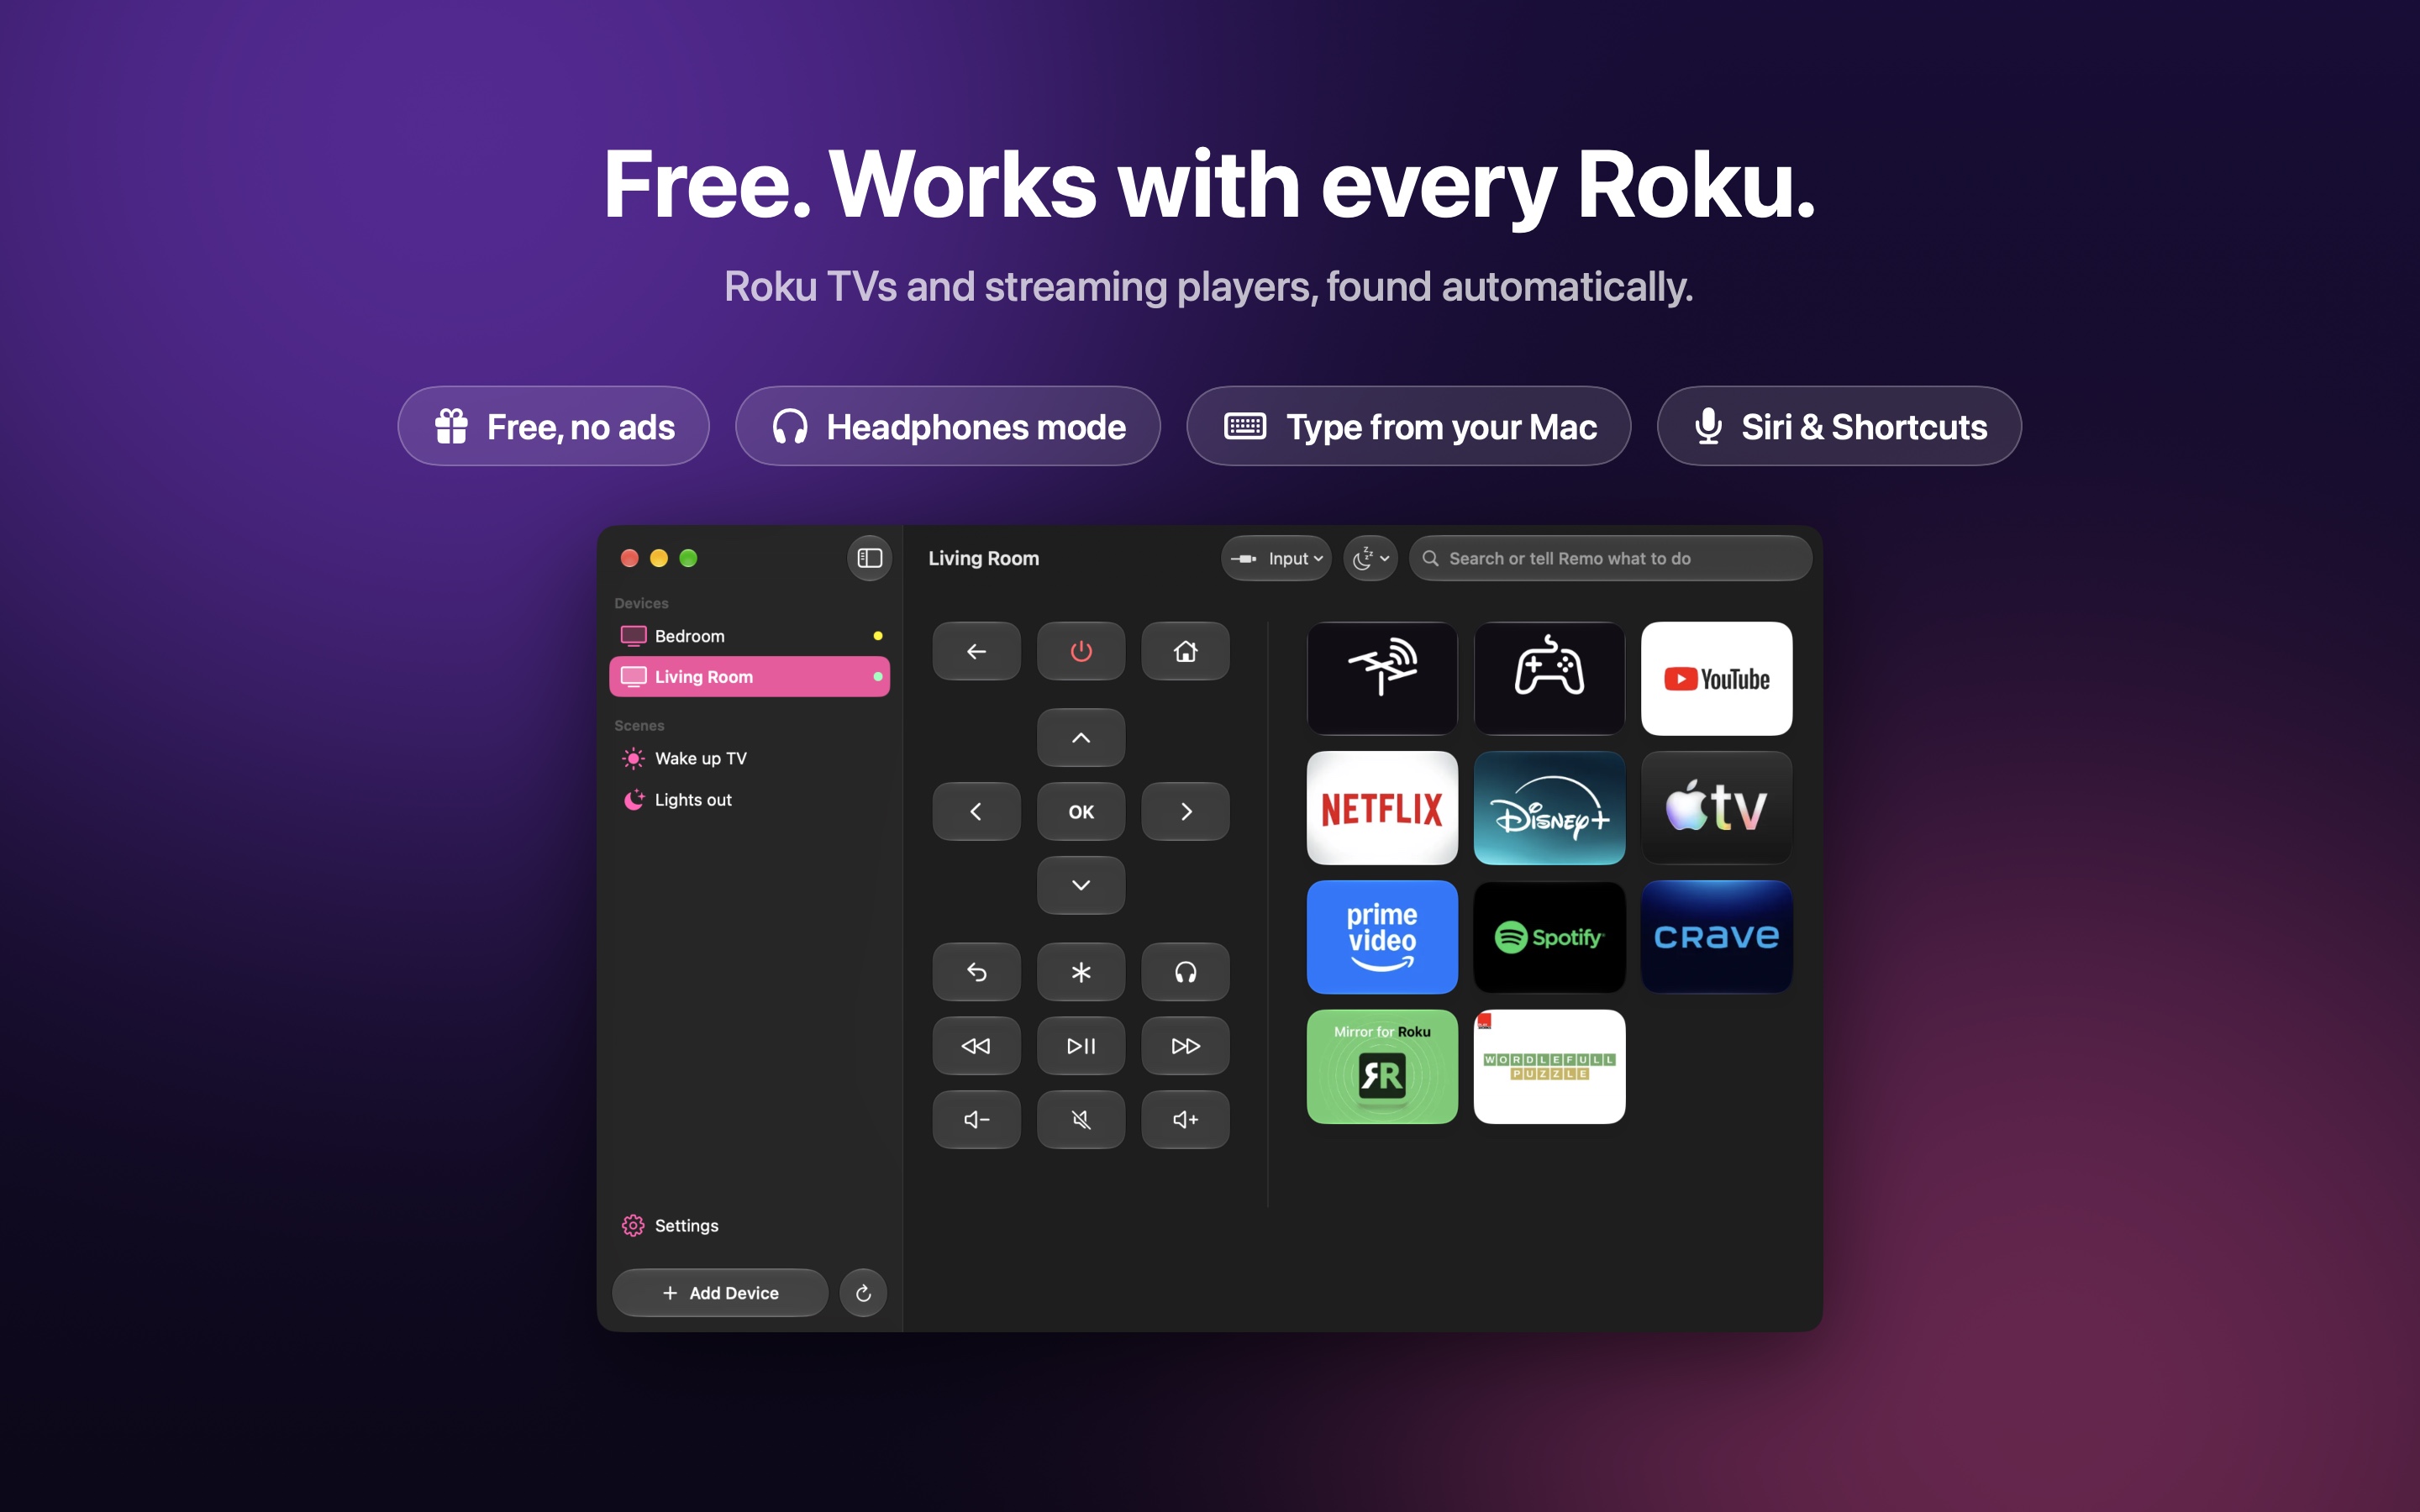 Free. Works with every Roku.
Roku TVs and streaming players, found automatically.
Free, no ads
Headphones mode
Type from your Mac
Siri & Shortcuts
Living Room
Input
Search or tell Remo what to do
Devices
Bedroom
Living Room
Scenes
Wake up TV
Lights out
Settings
Add Device
OK
YouTube
NETFLIX
Disney+
tv
prime
video
Spotify
CRAVE
Mirror for Roku
WORDLEFULL
PUZZLE